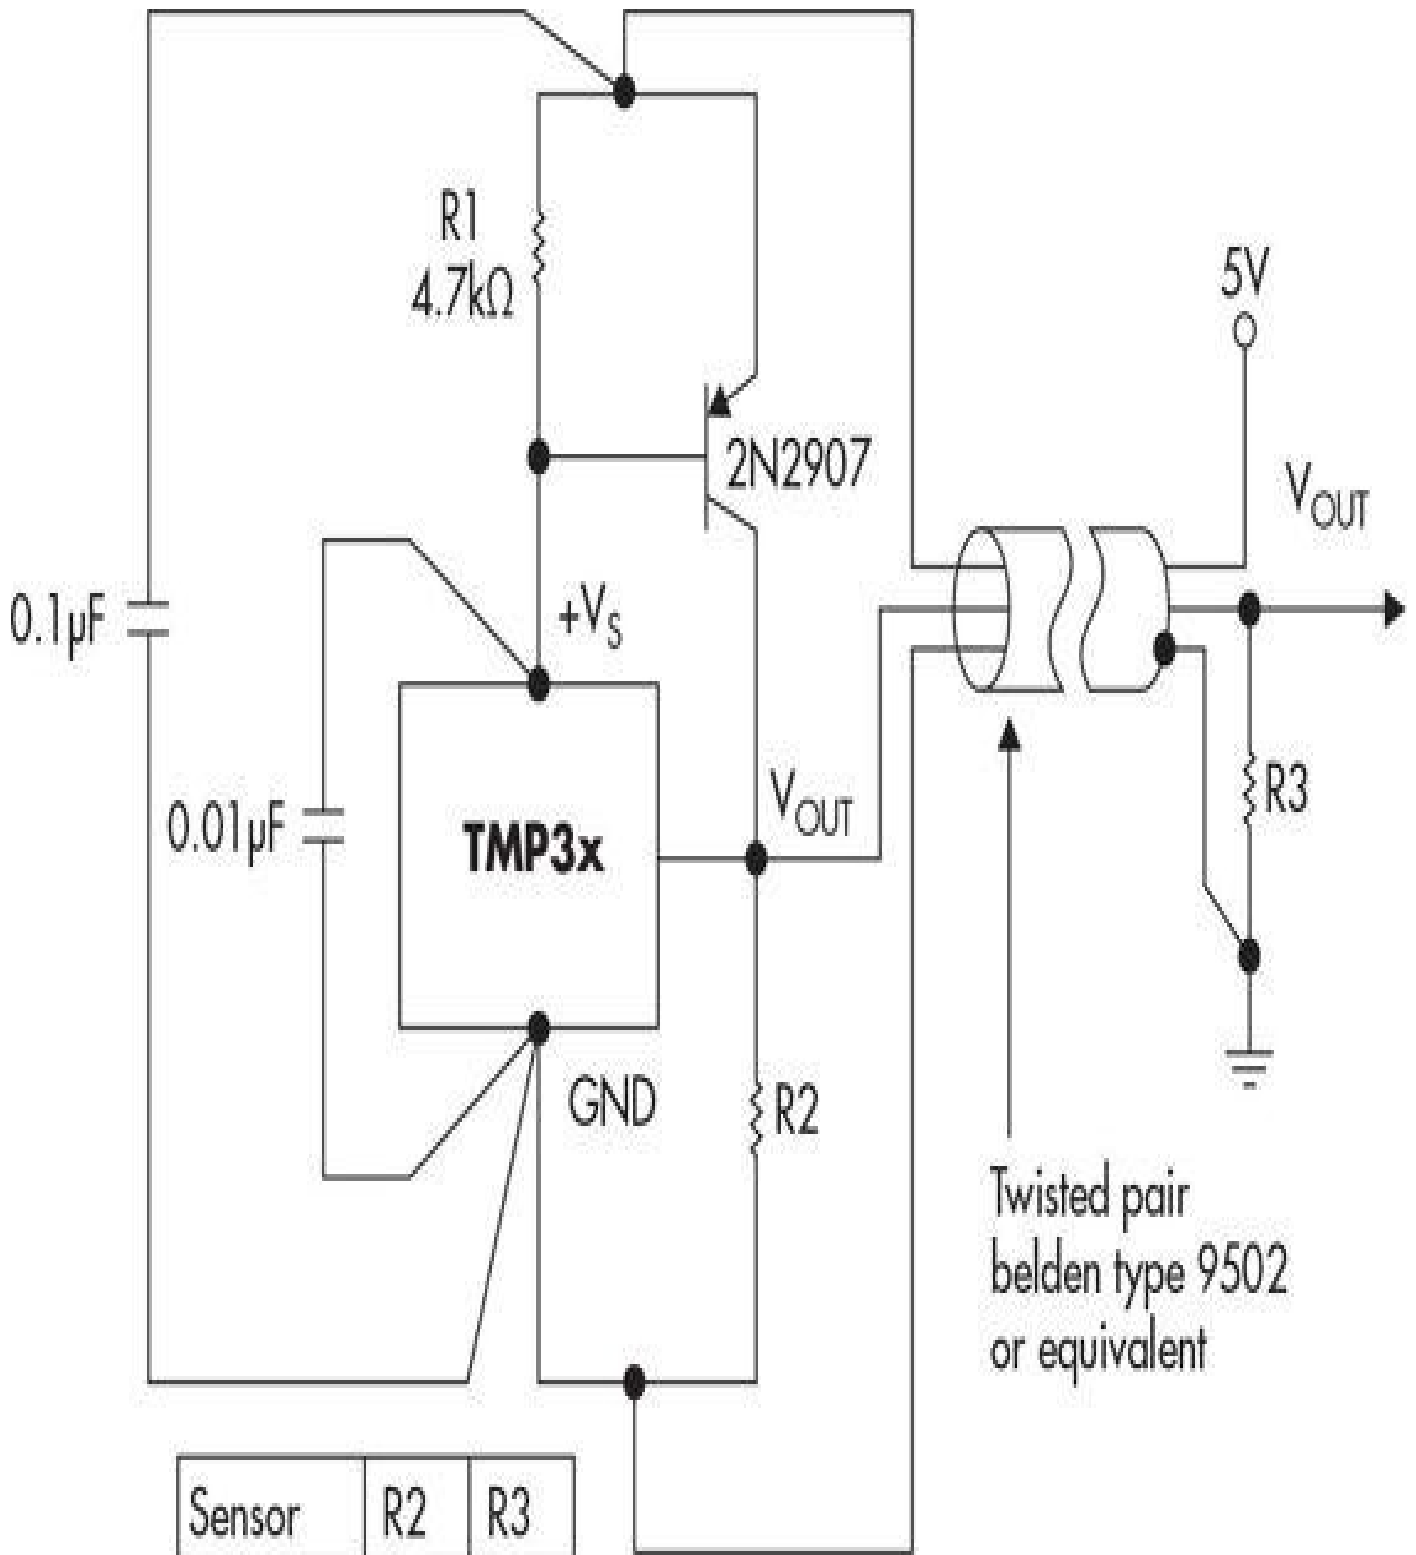 R1
4.7kΩ
5V
2N2907
VOUT
0.1µF
+VS
0.01µF
TMP3x
VOUT
R3
GND
R2
Twisted pair
belden type 9502
or equivalent
Sensor R2 R3